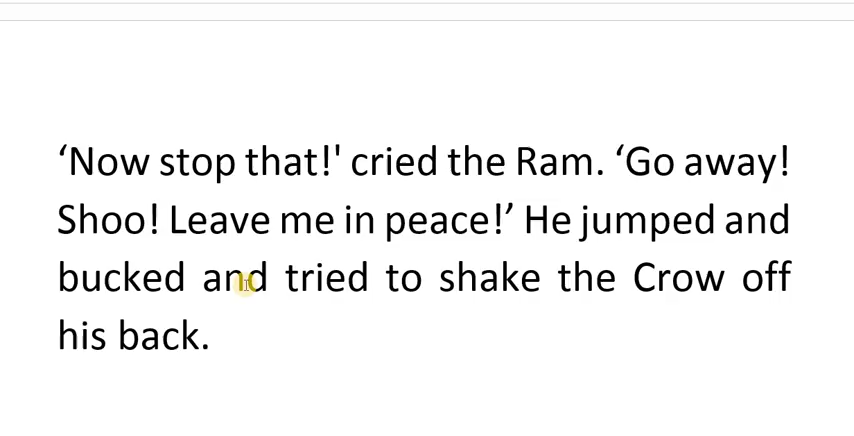 ‘Now stop that!' cried the Ram. ‘Go away!
Shoo! Leave me in peace!’ He jumped and
bucked and tried to shake the Crow off
his back.